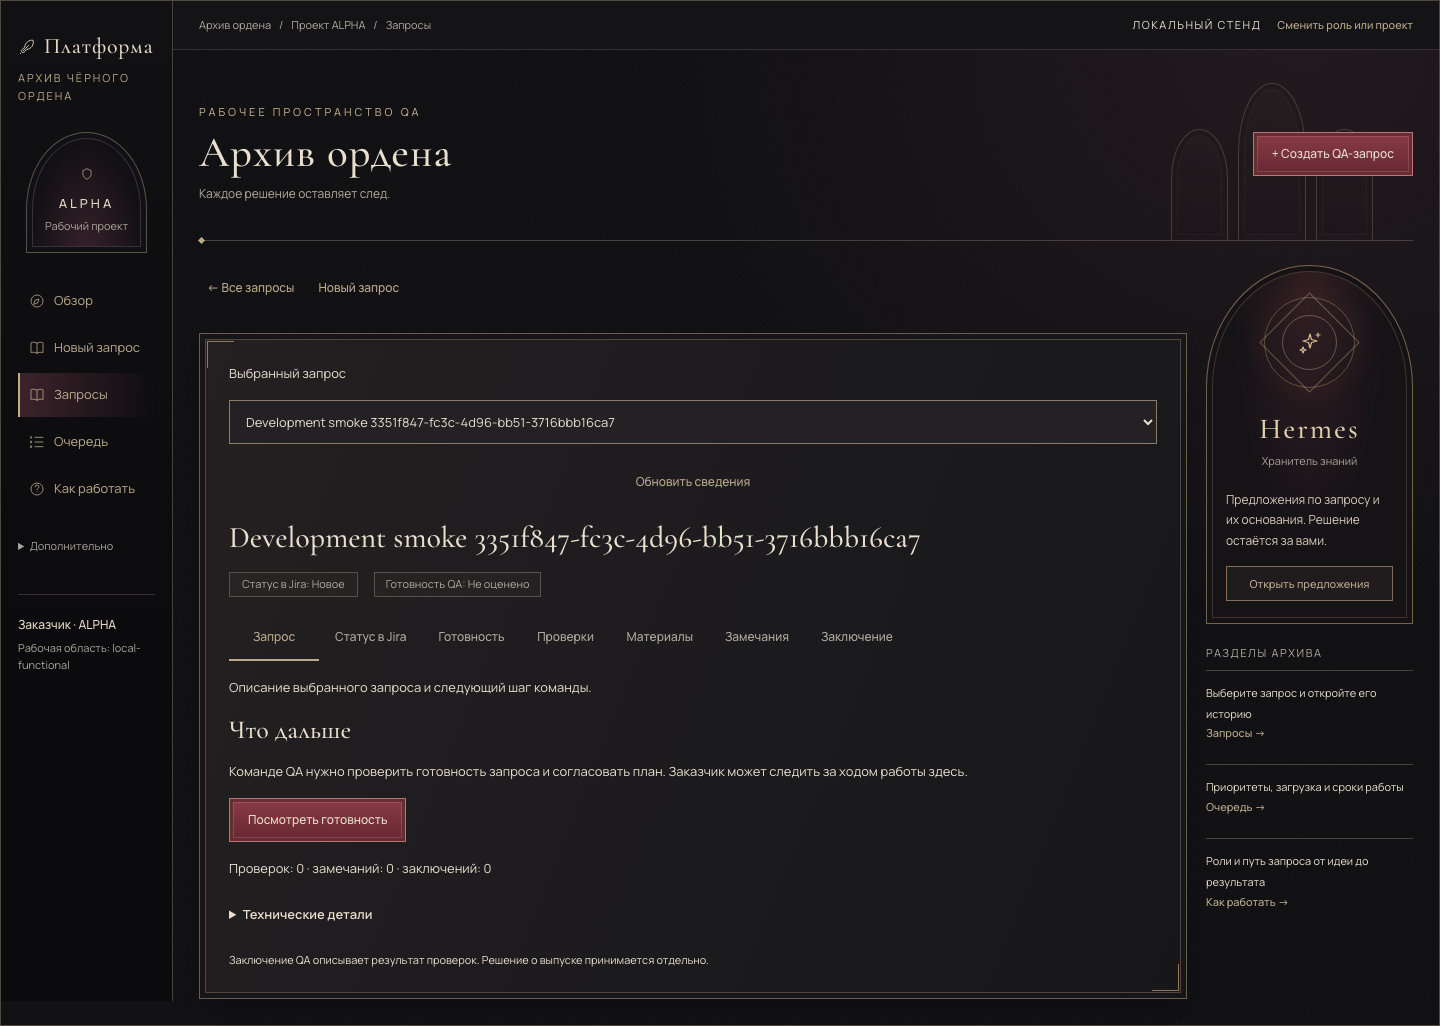 Платформа
АРХИВ ЧЁРНОГО
ОРДЕНА
ALPHA
Рабочий проект
Обзор
Новый запрос
Запросы
Очередь
Как работать
Дополнительно
Заказчик · ALPHA
Рабочая область: local-
functional
Архив ордена / Проект ALPHA / Запросы
ЛОКАЛЬНЫЙ СТЕНД Сменить роль или проект
РАБОЧЕЕ ПРОСТРАНСТВО QA
Архив ордена
Каждое решение оставляет след.
+ Создать QA-запрос
← Все запросы Новый запрос
Выбранный запрос
Development smoke 3351f847-fc3c-4d96-bb51-3716bbb16ca7
Обновить сведения
Development smoke 3351f847-fc3c-4d96-bb51-3716bbb16ca7
Статус в Jira: Новое Готовность QA: Не оценено
Запрос Статус в Jira Готовность Проверки Материалы Замечания Заключение
Описание выбранного запроса и следующий шаг команды.
Что дальше
Команде QA нужно проверить готовность запроса и согласовать план. Заказчик может следить за ходом работы здесь.
Посмотреть готовность
Проверок: 0 · замечаний: 0 · заключений: 0
Технические детали
Заключение QA описывает результат проверок. Решение о выпуске принимается отдельно.
Hermes
Хранитель знаний
Предложения по запросу и
их основания. Решение
остаётся за вами.
Открыть предложения
РАЗДЕЛЫ АРХИВА
Выберите запрос и откройте его
историю
Запросы →
Приоритеты, загрузка и сроки работы
Очередь →
Роли и путь запроса от идеи до
результата
Как работать →